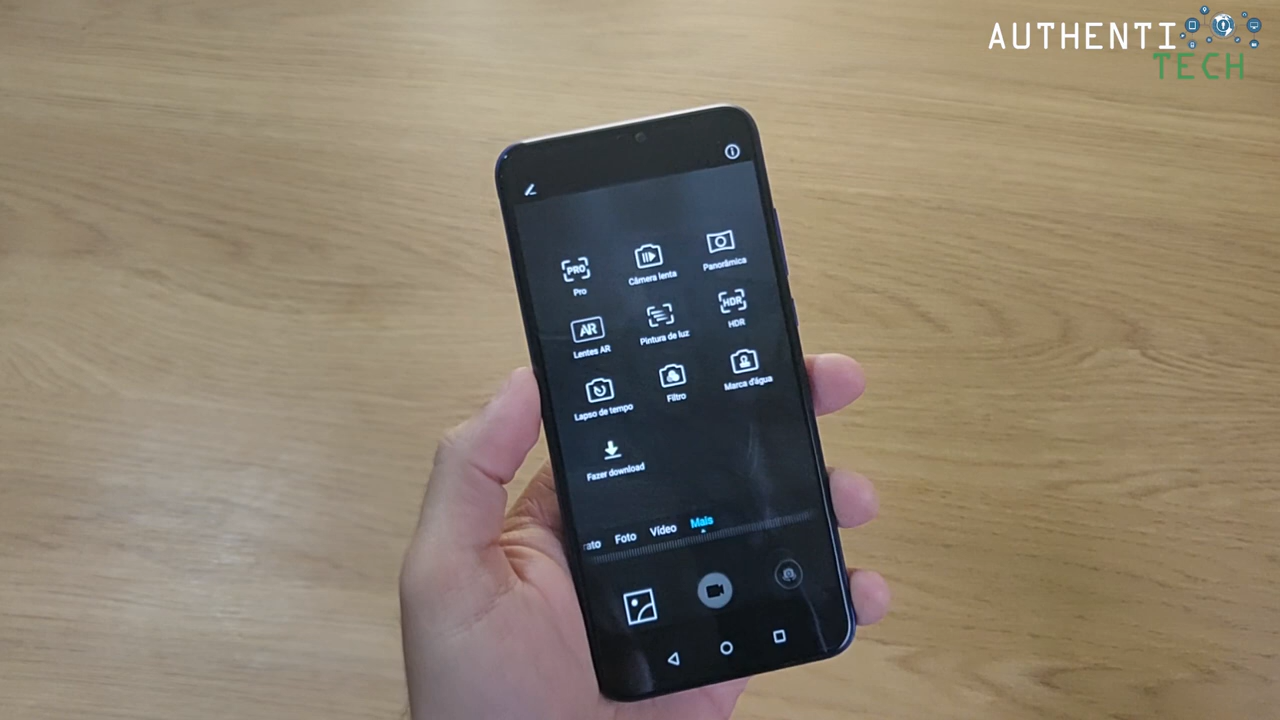 AUTHENTI
TECH
PRO
Pro
Câmera lenta
Panorâmica
AR
Lentes AR
Pintura de luz
HDR
HDR
Lapso de tempo
Filtro
Marca d'água
Fazer download
rato Foto Vídeo Mais